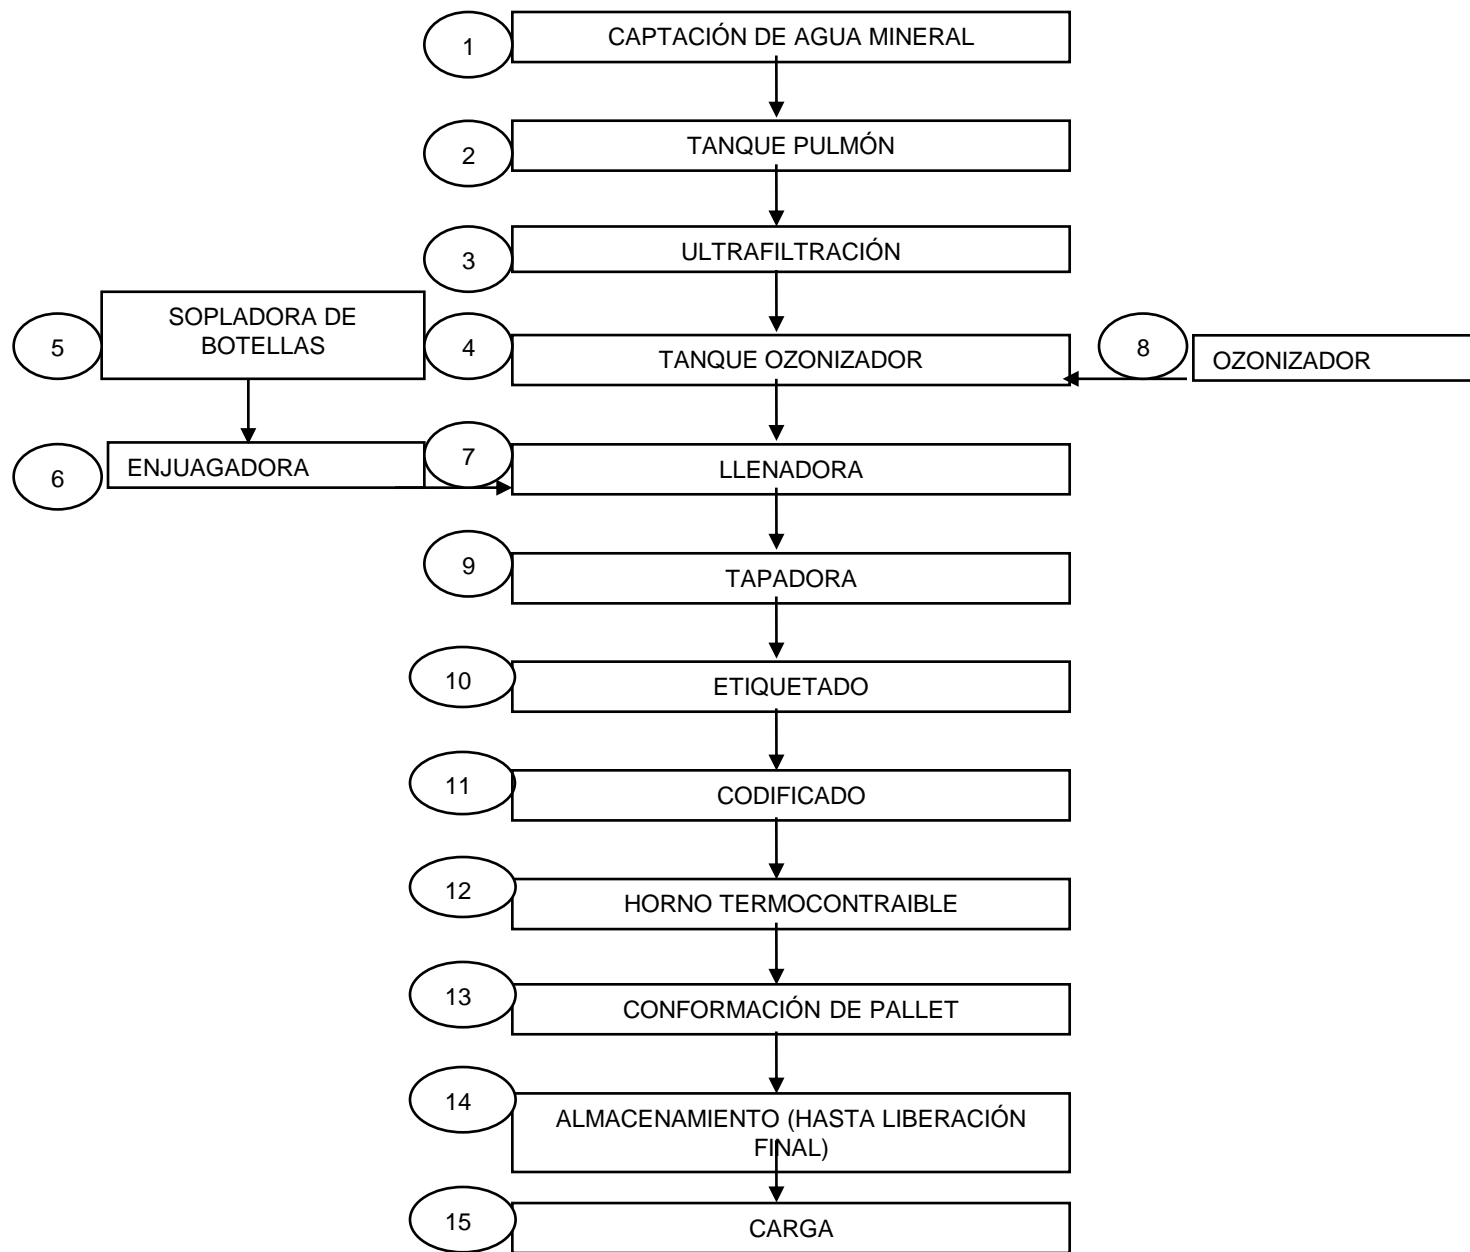 1
CAPTACIÓN DE AGUA MINERAL
2
TANQUE PULMÓN
3
ULTRAFILTRACIÓN
5
SOPLADORA DE
BOTELLAS
4
TANQUE OZONIZADOR
8
OZONIZADOR
6
ENJUAGADORA
7
LLENADORA
9
TAPADORA
10
ETIQUETADO
11
CODIFICADO
12
HORNO TERMOCONTRAIBLE
13
CONFORMACIÓN DE PALLET
14
ALMACENAMIENTO (HASTA LIBERACIÓN
FINAL)
15
CARGA